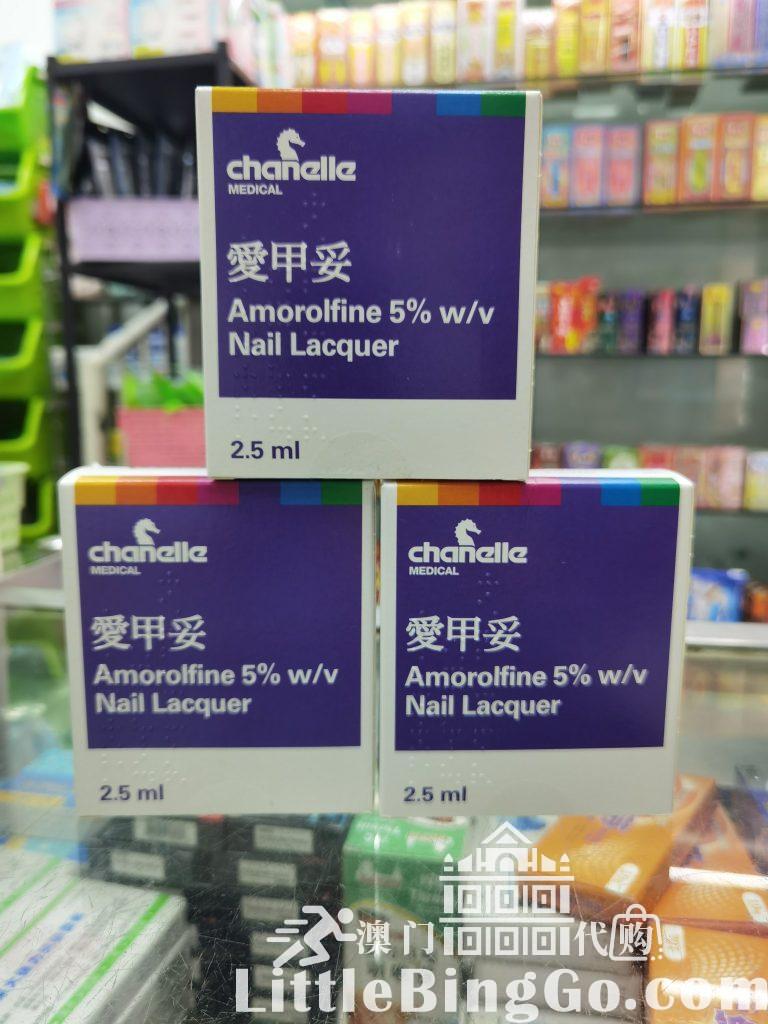 chanelle
MEDICAL
愛甲妥
Amorolfine 5% w/v
Nail Lacquer
2.5 ml
chanelle
MEDICAL
愛甲妥
Amorolfine 5% w/v
Nail Lacquer
2.5 ml
chanelle
MEDICAL
愛甲妥
Amorolfine 5% w/v
Nail Lacquer
2.5 ml
澳门代购
LittleBingGo.com